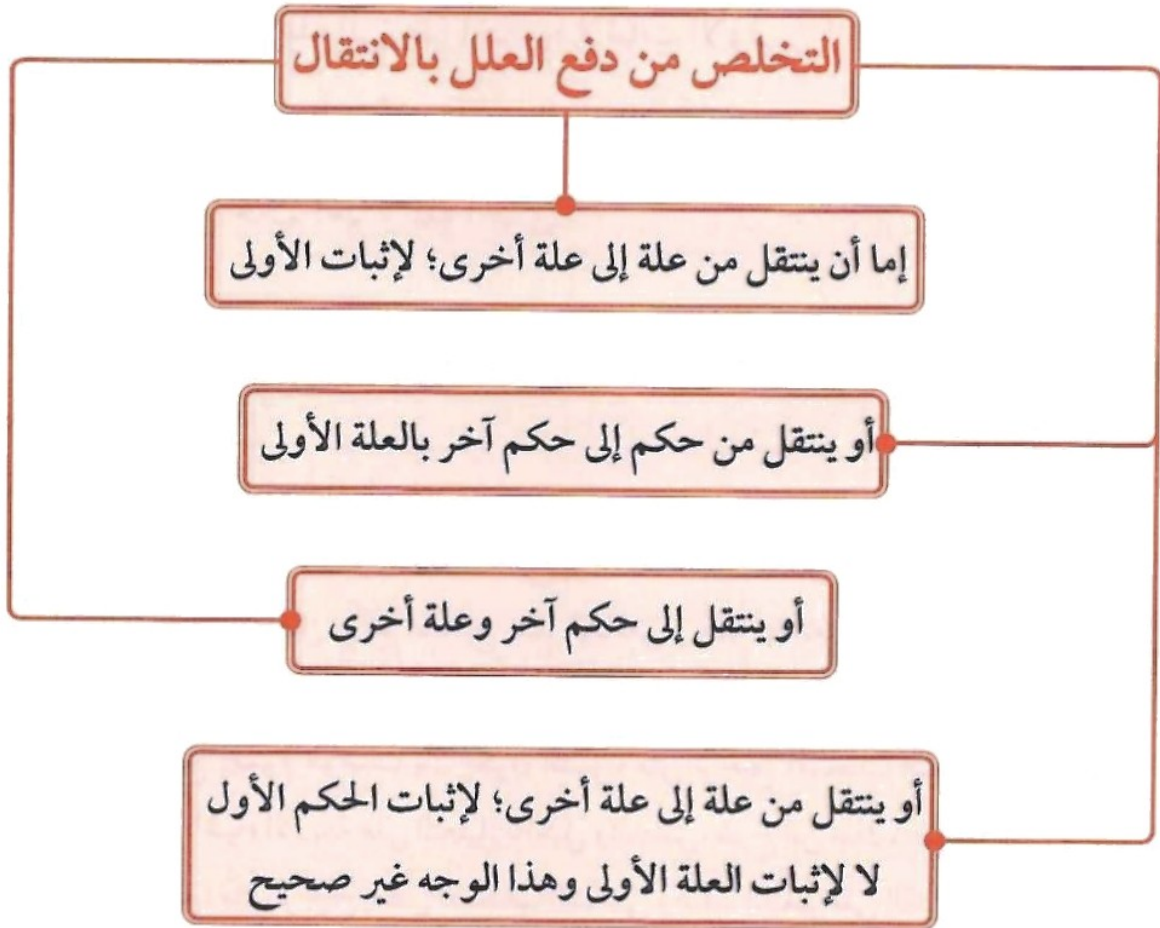 التخلص من دفع العلل بالانتقال
إما أن ينتقل من علة إلى علة أخرى؛ لإثبات الأولى
أو ينتقل من حكم إلى حكم آخر بالعلة الأولى
أو ينتقل إلى حكم آخر وعلة أخرى
أو ينتقل من علة إلى علة أخرى؛ لإثبات الحكم الأول
لا لإثبات العلة الأولى وهذا الوجه غير صحيح